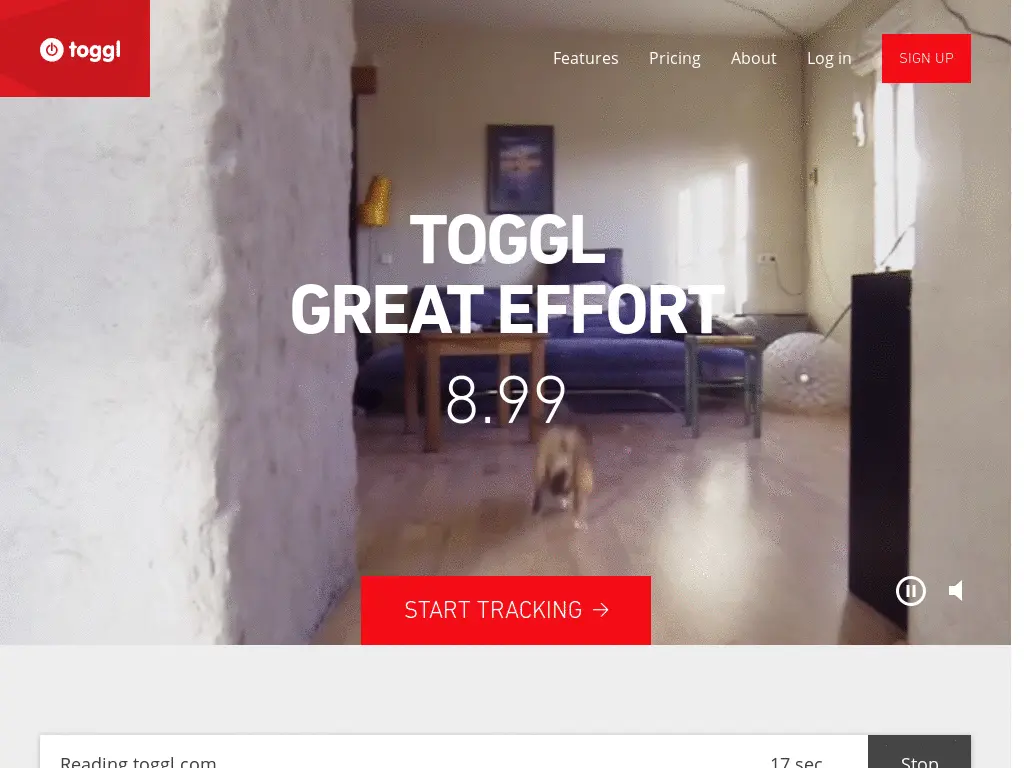 toggl
Features Pricing About Log in SIGN UP
TOGGL
GREAT EFFORT
8.99
START TRACKING →
Reading toggl.com 17 sec Stop